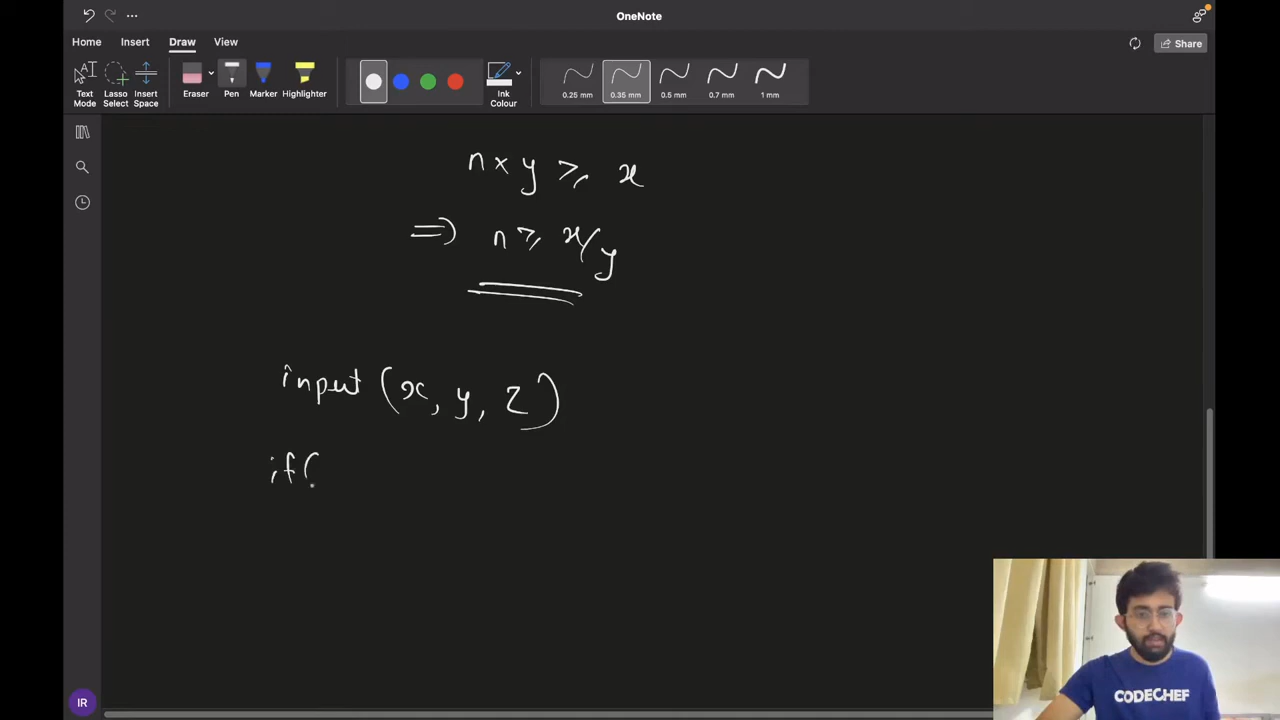 OneNote
Home Insert Draw View
Share
Text Mode
Lasso Select
Insert Space
Eraser
Pen
Marker
Highlighter
Ink Colour
0.25 mm
0.35 mm
0.5 mm
0.7 mm
1 mm
n × y ≥ x
⇒ n ≥ x/y
input (x, y, z)
if(
IR
CODECHEF